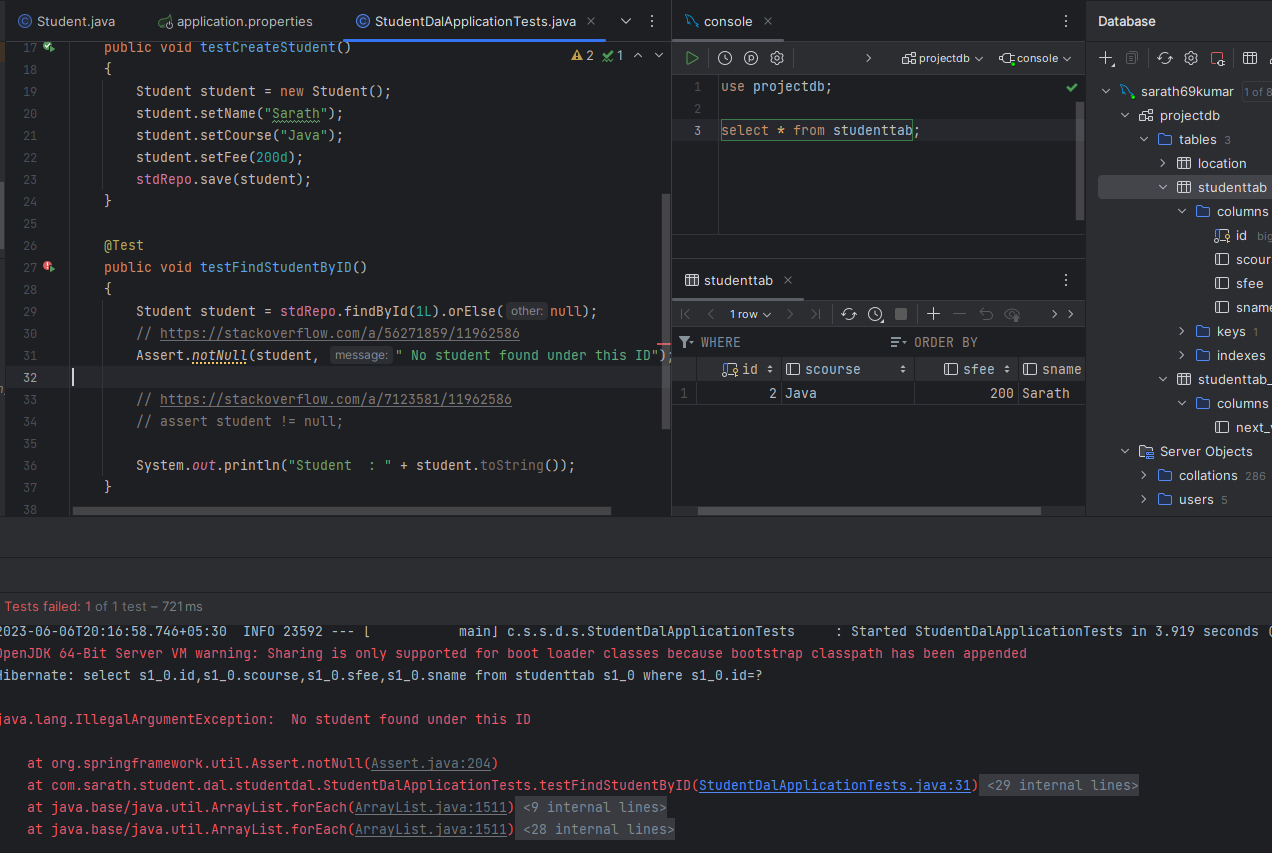 Student.java application.properties StudentDalApplicationTests.java
17 public void testCreateStudent()
2 1
18 {
19 Student student = new Student();
20 student.setName("Sarath");
21 student.setCourse("Java");
22 student.setFee(200d);
23 stdRepo.save(student);
24 }
25
26 @Test
27 public void testFindStudentByID()
28 {
29 Student student = stdRepo.findById(1L).orElse( other: null);
30 // https://stackoverflow.com/a/56271859/11962586
31 Assert.notNull(student, message: " No student found under this ID");
32
33 // https://stackoverflow.com/a/7123581/11962586
34 // assert student != null;
35
36 System.out.println("Student  : " + student.toString());
37 }
38
console
projectdb console
1 use projectdb;
2
3 select * from studenttab;
studenttab
1 row
WHERE ORDER BY
id scourse sfee sname
1 2 Java 200 Sarath
Database
sarath69kumar 1 of 8
projectdb
tables 3
location
studenttab
columns
id big
scour
sfee
sname
keys 1
indexes
studenttab_
columns
next_v
Server Objects
collations 286
users 5
Tests failed: 1 of 1 test – 721 ms
2023-06-06T20:16:58.746+05:30  INFO 23592 --- [           main] c.s.s.d.s.StudentDalApplicationTests     : Started StudentDalApplicationTests in 3.919 seconds (
OpenJDK 64-Bit Server VM warning: Sharing is only supported for boot loader classes because bootstrap classpath has been appended
Hibernate: select s1_0.id,s1_0.scourse,s1_0.sfee,s1_0.sname from studenttab s1_0 where s1_0.id=?
java.lang.IllegalArgumentException:  No student found under this ID
at org.springframework.util.Assert.notNull(Assert.java:204)
at com.sarath.student.dal.studentdal.StudentDalApplicationTests.testFindStudentByID(StudentDalApplicationTests.java:31) <29 internal lines>
at java.base/java.util.ArrayList.forEach(ArrayList.java:1511) <9 internal lines>
at java.base/java.util.ArrayList.forEach(ArrayList.java:1511) <28 internal lines>